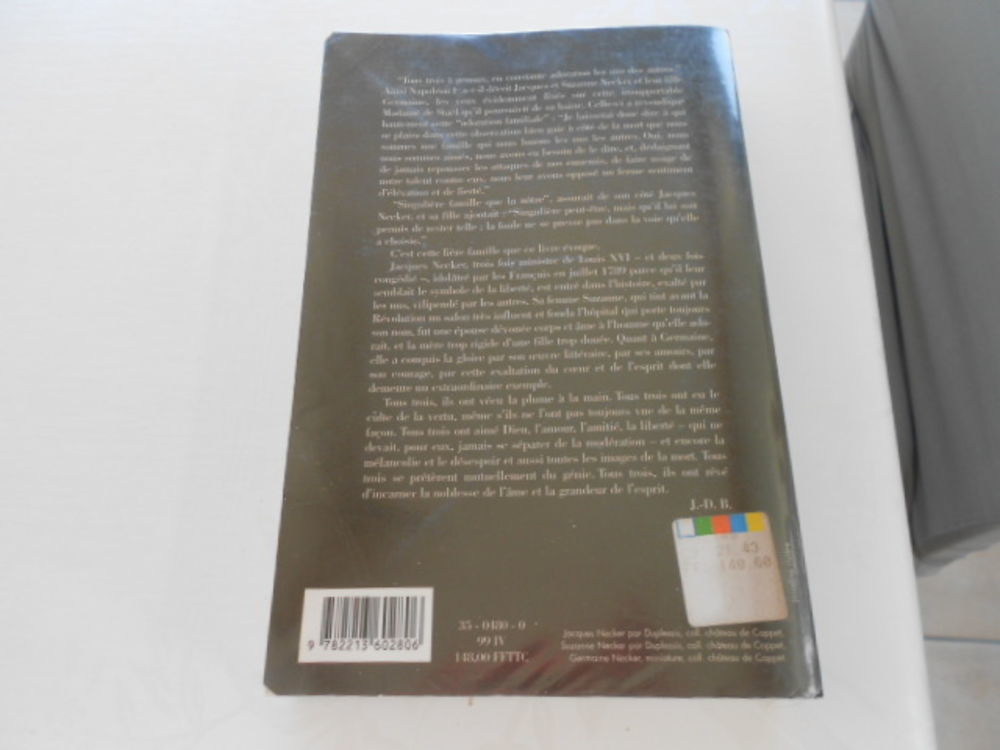 "Tous trois à genoux, en constante adoration les uns des autres."
Ainsi Napoléon Ier a-t-il décrit Jacques et Suzanne Necker et leur fille
Germaine, les yeux évidemment fixés sur cette insupportable
Madame de Staël qu'il poursuivit de sa haine. Celle-ci a revendiqué
hautement cette "adoration familiale" : "Je laisserai donc dire à qui
se plaira dans cette observation bien aisée à côté de la mort que nous
sommes une famille qui nous louons les uns les autres. Oui, nous
nous sommes aimés, nous avons eu besoin de le dire, et, dédaignant
de jamais repousser les attaques de nos ennemis, de faire usage de
notre talent contre eux, nous leur avons opposé un ferme sentiment
d'élévation et de fierté."
"Singulière famille que la nôtre", assurait de son côté Jacques
Necker, et sa fille ajoutait : "Singulière peut-être, mais qu'il lui soit
permis de rester telle ; la foule ne se presse pas dans la voie qu'elle
a choisie."
C'est cette fière famille que ce livre évoque.
Jacques Necker, trois fois ministre de Louis XVI – et deux fois
congédié –, idolâtré par les Français en juillet 1789 parce qu'il leur
semblait le symbole de la liberté, est entré dans l'histoire, exalté par
les uns, vilipendé par les autres. Sa femme Suzanne, qui tint avant la
Révolution un salon très influent et fonda l'hôpital qui porte toujours
son nom, fut une épouse dévouée corps et âme à l'homme qu'elle ado-
rait, et la mère trop rigide d'une fille trop douée. Quant à Germaine,
elle a conquis la gloire par son œuvre littéraire, par ses amours, par
son courage, par cette exaltation du cœur et de l'esprit dont elle
demeure un extraordinaire exemple.
Tous trois, ils ont vécu la plume à la main. Tous trois ont eu le
culte de la vertu, même s'ils ne l'ont pas toujours vue de la même
façon. Tous trois ont aimé Dieu, l'amour, l'amitié, la liberté – qui ne
devait, pour eux, jamais se séparer de la modération – et encore la
mélancolie et le désespoir et aussi toutes les images de la mort. Tous
trois se prêtèrent mutuellement du génie. Tous trois, ils ont rêvé
d'incarner la noblesse de l'âme et la grandeur de l'esprit.
J.-D. B.
21.43
140.60
9 782213 602806
35-0480-0
99 IV
148,00 FF TTC
Jacques Necker par Duplessis, coll. château de Coppet,
Suzanne Necker par Duplessis, coll. château de Coppet,
Germaine Necker, miniature, coll. château de Coppet